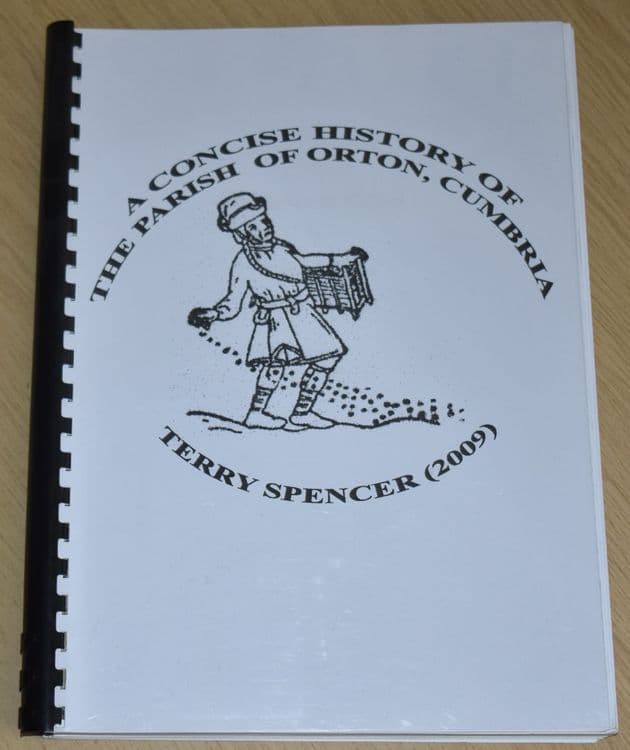 A CONCISE HISTORY OF
THE PARISH OF ORTON, CUMBRIA
TERRY SPENCER (2009)